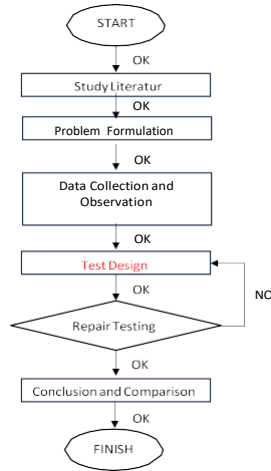 START
OK
Study Literatur
OK
Problem Formulation
OK
Data Collection and
Observation
OK
Test Design
OK
NO
Repair Testing
OK
Conclusion and Comparison
OK
FINISH